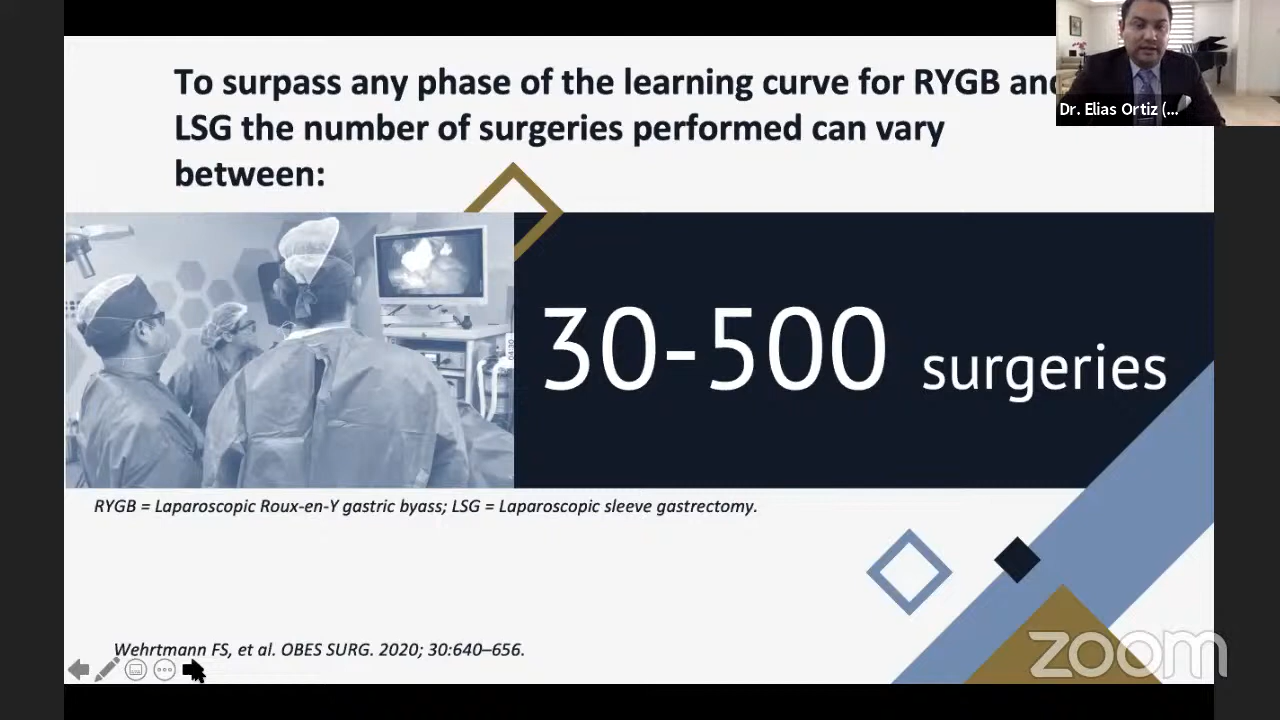 To surpass any phase of the learning curve for RYGB and
LSG the number of surgeries performed can vary
between:
Dr. Elias Ortiz (...
30-500 surgeries
RYGB = Laparoscopic Roux-en-Y gastric byass; LSG = Laparoscopic sleeve gastrectomy.
Wehrtmann FS, et al. OBES SURG. 2020; 30:640–656.
zoom